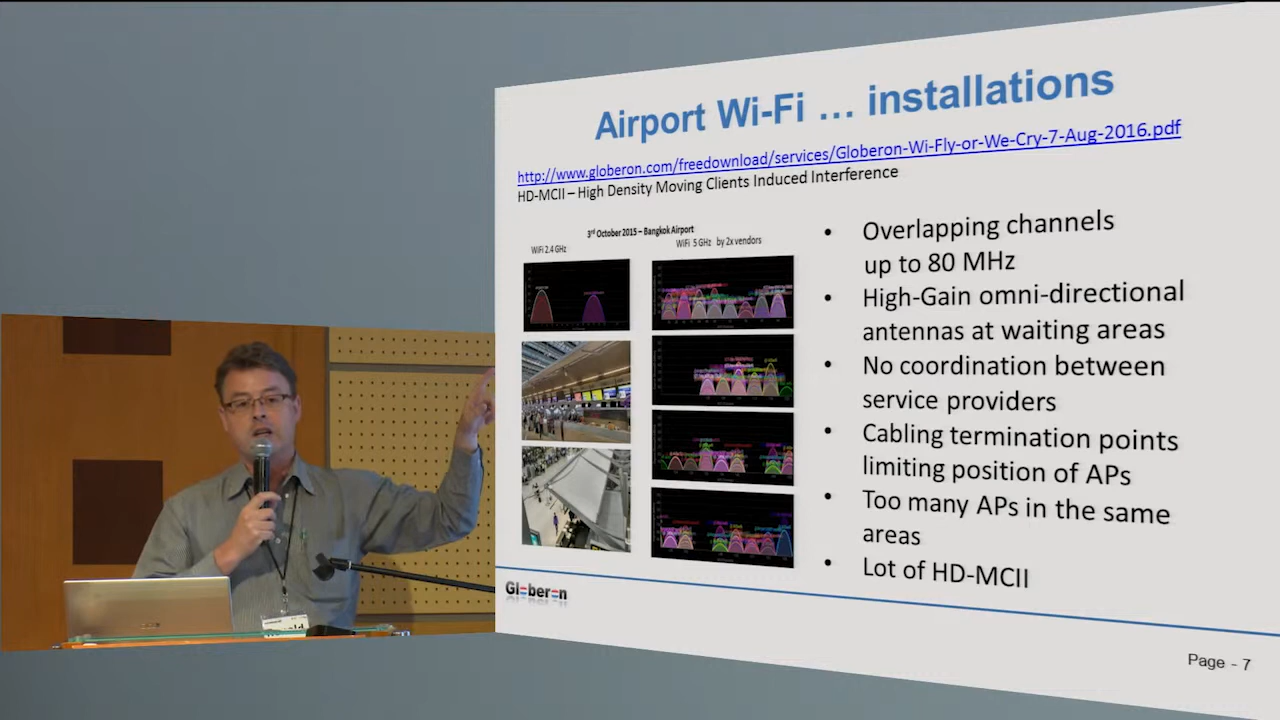 Airport Wi-Fi … installations
http://www.globeron.com/freedownload/services/Globeron-Wi-Fly-or-We-Cry-7-Aug-2016.pdf
HD-MCII – High Density Moving Clients Induced Interference
3rd October 2015 – Bangkok Airport
WiFi 2.4 GHz
WiFi 5 GHz by 2x vendors
• Overlapping channels
up to 80 MHz
• High-Gain omni-directional
antennas at waiting areas
• No coordination between
service providers
• Cabling termination points
limiting position of APs
• Too many APs in the same
areas
• Lot of HD-MCII
Globeron
Page - 7